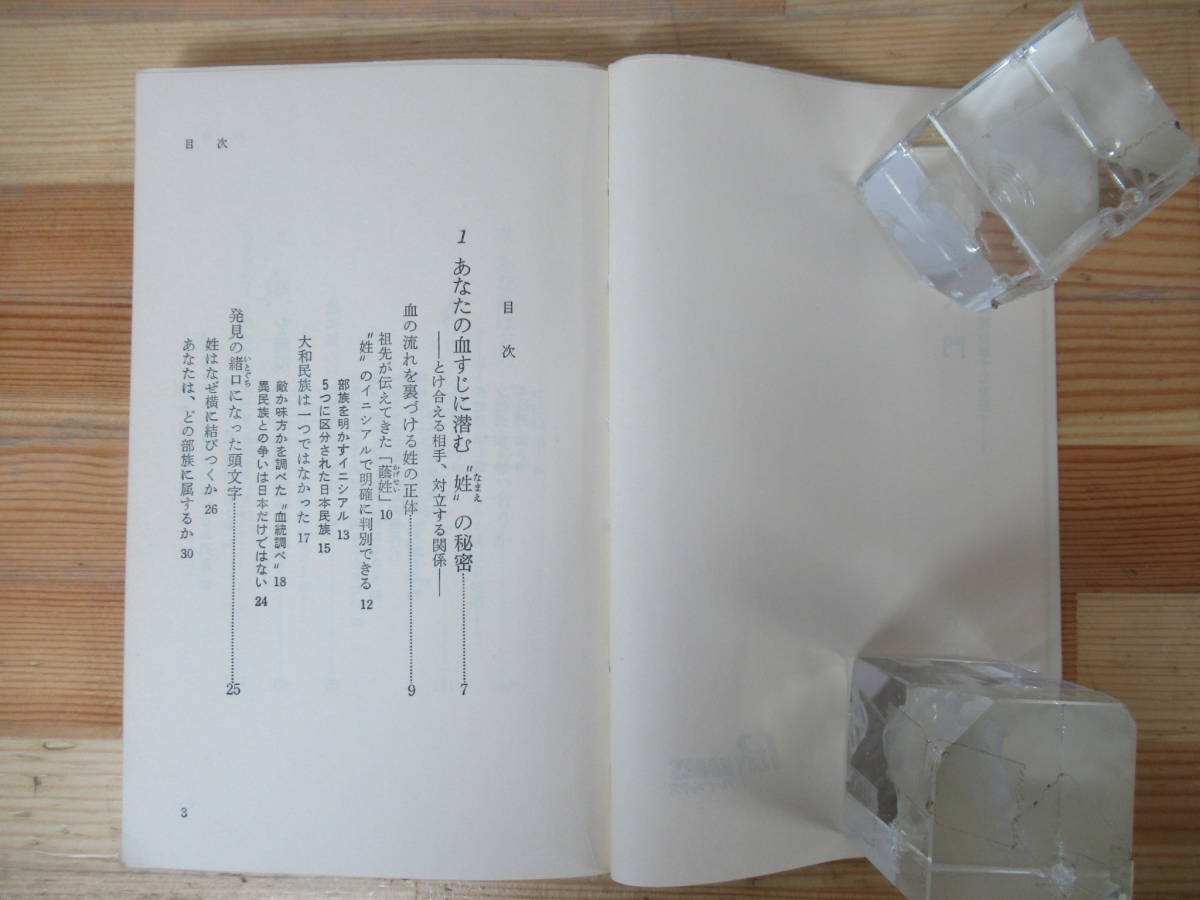 目次
目次
1 あなたの血すじに潜む〝姓〟の秘密……………7
なまえ
――とけ合える相手、対立する関係――
血の流れを裏づける姓の正体……………9
祖先が伝えてきた「蔭姓」 10
かげせい
〝姓〟のイニシアルで明確に判別できる 12
部族を明かすイニシアル 13
5つに区分された日本民族 15
大和民族は一つではなかった 17
敵か味方かを調べた〝血統調べ〟 18
異民族との争いは日本だけではない 24
発見の緒口になった頭文字……………25
いとぐち
姓はなぜ横に結びつくか 26
あなたは、どの部族に属するか 30
3